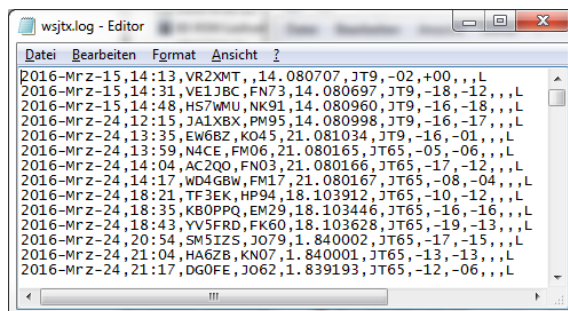 wsjtx.log - Editor
Datei Bearbeiten Format Ansicht ?
2016-Mrz-15,14:13,VR2XMT,,14.080707,JT9,-02,+00,,,L
2016-Mrz-15,14:31,VE1JBC,FN73,14.080697,JT9,-18,-12,,,L
2016-Mrz-15,14:48,HS7WMU,NK91,14.080960,JT9,-16,-18,,,L
2016-Mrz-24,12:15,JA1XBX,PM95,14.080998,JT9,-16,-17,,,L
2016-Mrz-24,13:35,EW6BZ,KO45,21.081034,JT9,-16,-01,,,L
2016-Mrz-24,13:59,N4CE,FM06,21.080165,JT65,-05,-06,,,L
2016-Mrz-24,14:04,AC2QO,FN03,21.080166,JT65,-17,-12,,,L
2016-Mrz-24,14:17,WD4GBW,FM17,21.080167,JT65,-08,-04,,,L
2016-Mrz-24,18:21,TF3EK,HP94,18.103912,JT65,-10,-12,,,L
2016-Mrz-24,18:35,KB0PPQ,EM29,18.103446,JT65,-16,-16,,,L
2016-Mrz-24,18:43,YV5FRD,FK60,18.103628,JT65,-19,-13,,,L
2016-Mrz-24,20:54,SM5IZS,JO79,1.840002,JT65,-17,-15,,,L
2016-Mrz-24,21:04,HA6ZB,KN07,1.840001,JT65,-13,-13,,,L
2016-Mrz-24,21:17,DG0FE,JO62,1.839193,JT65,-12,-06,,,L